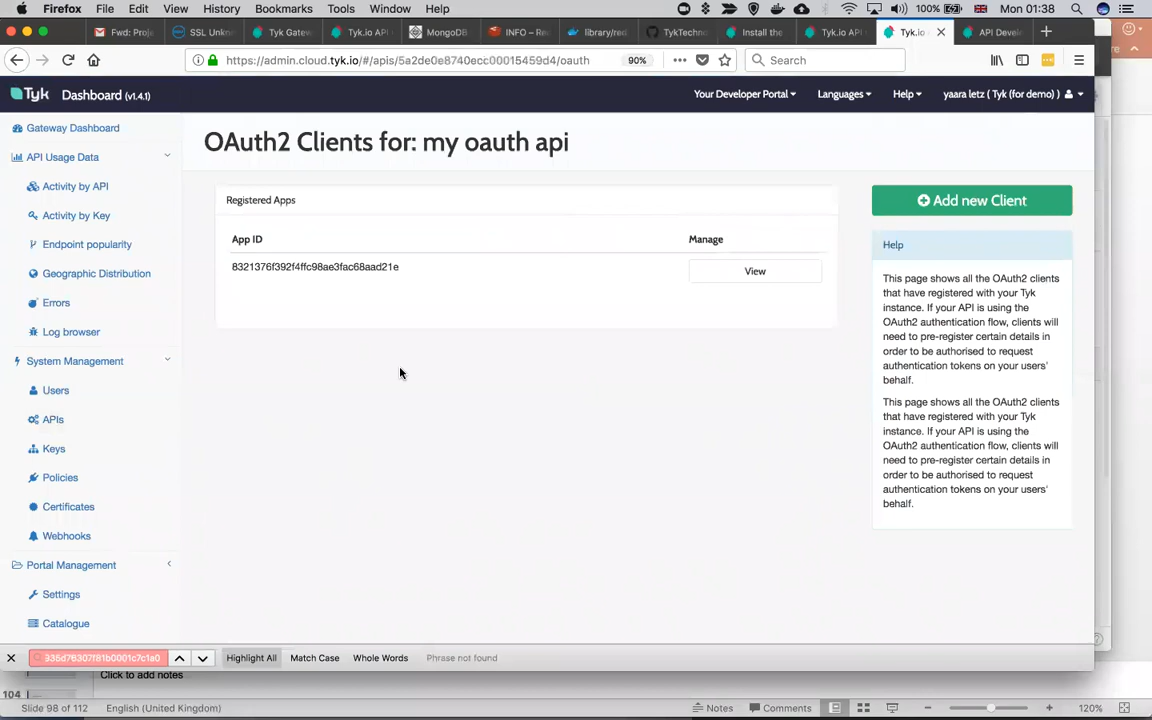 Firefox File Edit View History Bookmarks Tools Window Help 100% Mon 01:38
Fwd: Proje SSL Unkn Tyk Gatew Tyk.io API MongoDB INFO – Re library/red TykTechn Install the Tyk.io API Tyk.io API Devel
https://admin.cloud.tyk.io/#/apis/5a2de0e8740ecc00015459d4/oauth 90% Search
Tyk Dashboard (v1.4.1) Your Developer Portal Languages Help yaara letz ( Tyk (for demo) )
Gateway Dashboard
API Usage Data
Activity by API
Activity by Key
Endpoint popularity
Geographic Distribution
Errors
Log browser
System Management
Users
APIs
Keys
Policies
Certificates
Webhooks
Portal Management
Settings
Catalogue
OAuth2 Clients for: my oauth api
Registered Apps
App ID Manage
8321376f392f4ffc98ae3fac68aad21e View
Add new Client
Help
This page shows all the OAuth2 clients
that have registered with your Tyk
instance. If your API is using the
OAuth2 authentication flow, clients will
need to pre-register certain details in
order to be authorised to request
authentication tokens on your users'
behalf.
This page shows all the OAuth2 clients
that have registered with your Tyk
instance. If your API is using the
OAuth2 authentication flow, clients will
need to pre-register certain details in
order to be authorised to request
authentication tokens on your users'
behalf.
935d76307f81b0001c7c1a0 Highlight All Match Case Whole Words Phrase not found
Click to add notes
104
Slide 98 of 112 English (United Kingdom) Notes Comments 120%